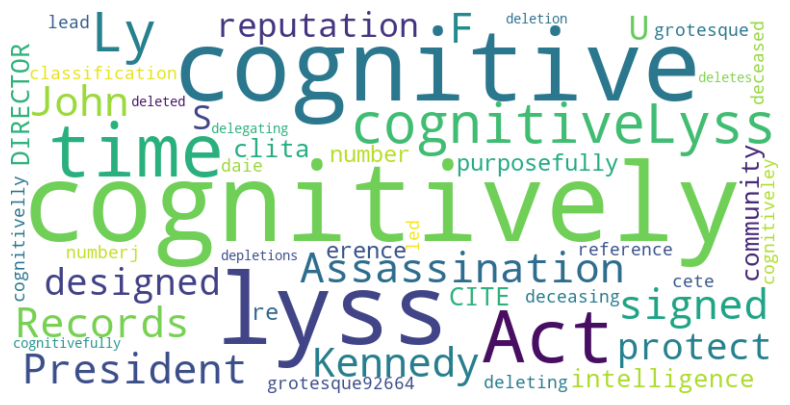 lead
Ly
reputation
F
U
grotesque
deletion
cognitive
classification
deceased
deletes
DIRECTOR
John
deleted
S
cognitiveLyss
delegating
time
clita
number
daie
purposefully
community
cognitiveley
cognitively
cognitivelly
numberj
led
depletions
erence
reference
designed
lyss
Assassination
cete
re
CITE
deceasing
signed
Records
Act
cognitivefully
Kennedy
protect
President
grotesque92664
deleting
intelligence